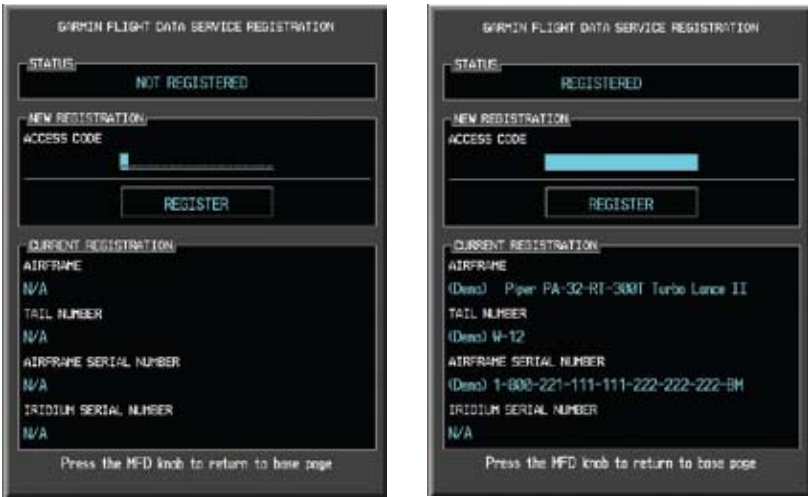 GARMIN FLIGHT DATA SERVICE REGISTRATION
STATUS
NOT REGISTERED
NEW REGISTRATION
ACCESS CODE
REGISTER
CURRENT REGISTRATION
AIRFRAME
N/A
TAIL NUMBER
N/A
AIRFRAME SERIAL NUMBER
N/A
IRIDIUM SERIAL NUMBER
N/A
Press the MFD knob to return to base page
GARMIN FLIGHT DATA SERVICE REGISTRATION
STATUS
REGISTERED
NEW REGISTRATION
ACCESS CODE
REGISTER
CURRENT REGISTRATION
AIRFRAME
(Demo) Piper PA-32-RT-300T Turbo Lance II
TAIL NUMBER
(Demo) W-12
AIRFRAME SERIAL NUMBER
(Demo) 1-800-221-111-111-222-222-222-BM
IRIDIUM SERIAL NUMBER
N/A
Press the MFD knob to return to base page